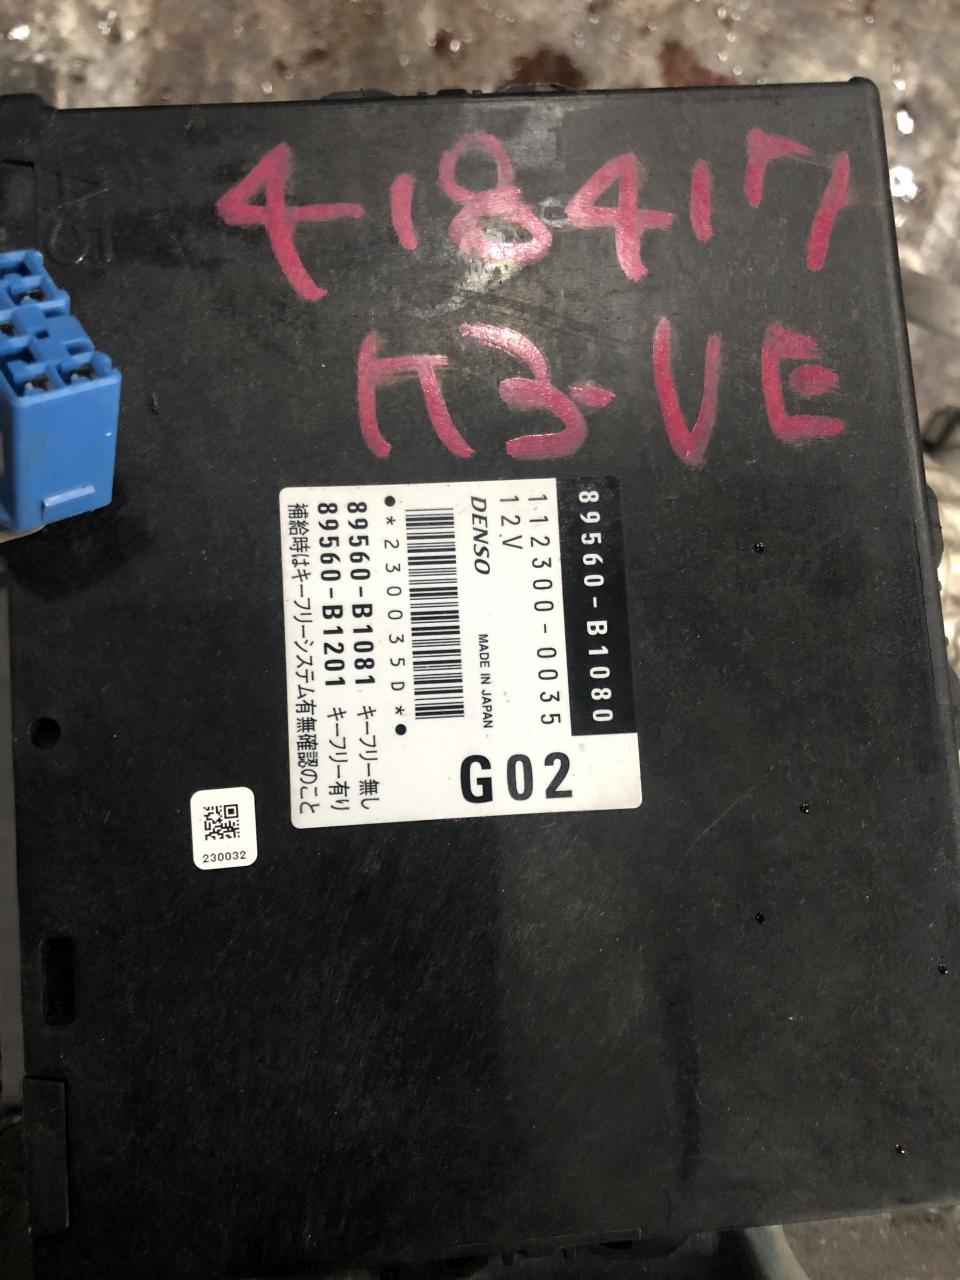 418417
K3-VE
89560-B1080
112300-0035
12V
DENSO MADE IN JAPAN
G02
*230035D*
89560-B1081 キーフリー無し
89560-B1201 キーフリー有り
補給時はキーフリーシステム有無確認のこと
230032